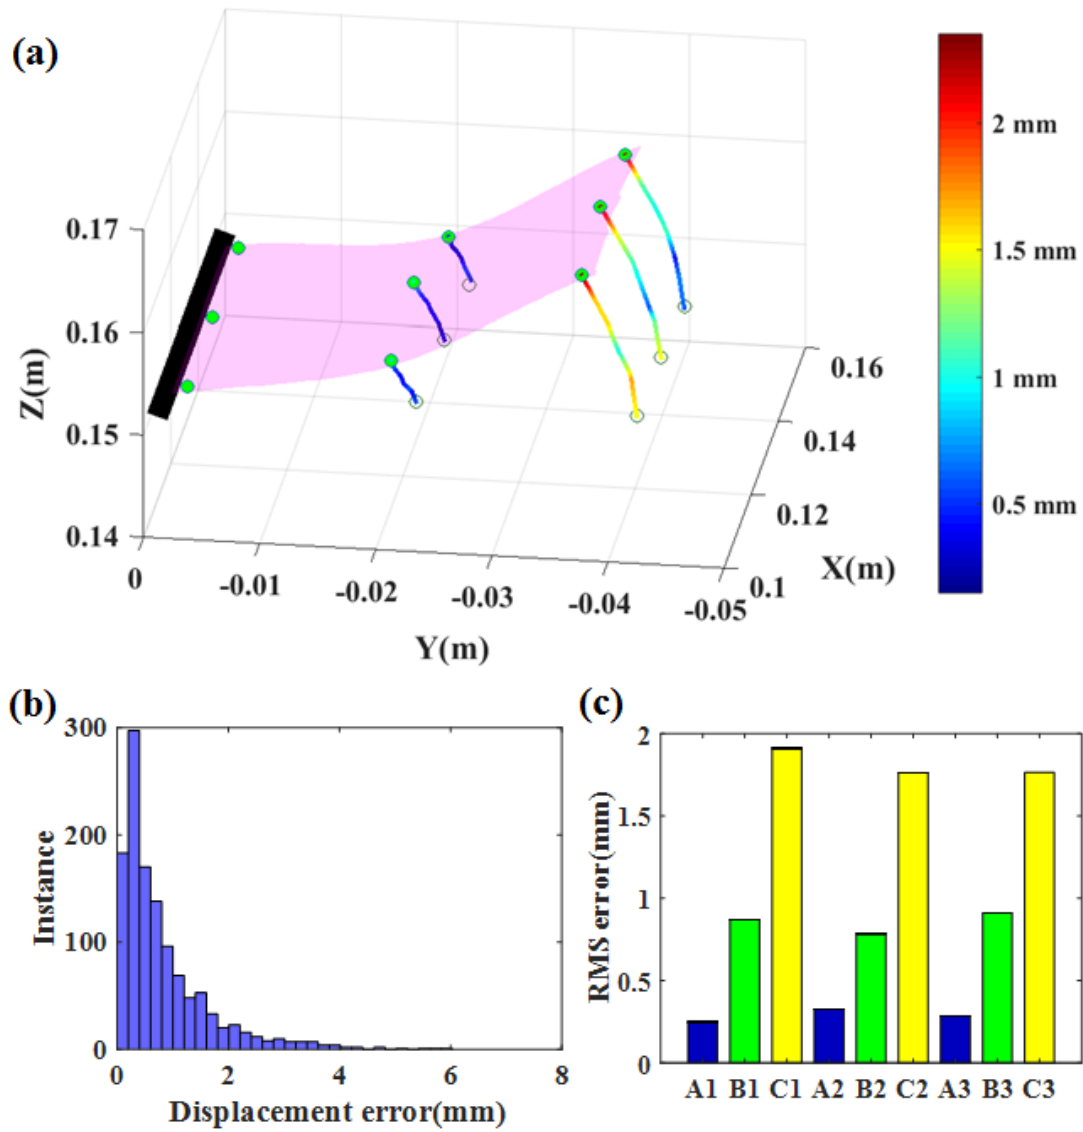 (a)
0.17
0.16
0.15
0.14
Z(m)
0
-0.01
-0.02
-0.03
-0.04
-0.05
Y(m)
0.1
0.12
0.14
0.16
X(m)
2 mm
1.5 mm
1 mm
0.5 mm
(b)
300
200
100
0
Instance
0 2 4 6 8
Displacement error(mm)
(c)
2
1.5
1
0.5
0
RMS error(mm)
A1 B1 C1 A2 B2 C2 A3 B3 C3